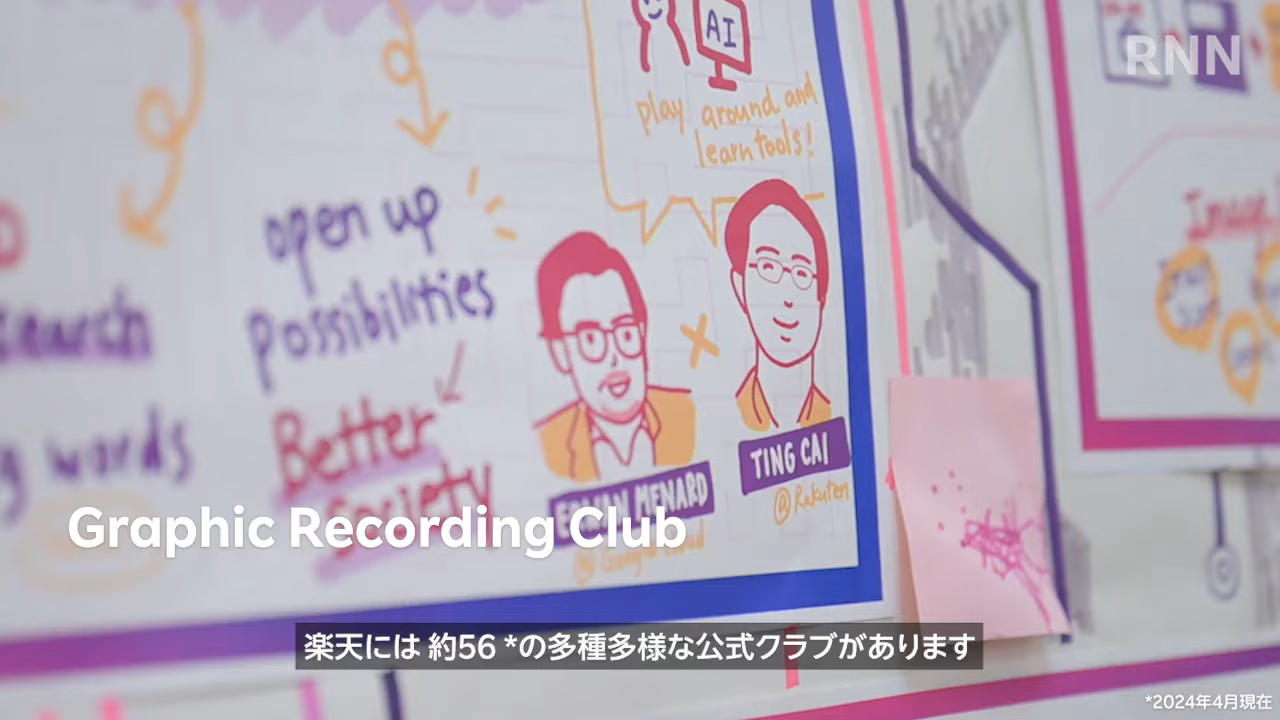 RNN
AI
play around and
learn tools!
open up
possibilities
Better
Society
search
words
ERWAN MENARD
TING CAI
@Rakuten
Graphic Recording Club
楽天には 約56 *の多種多様な公式クラブがあります
*2024年4月現在